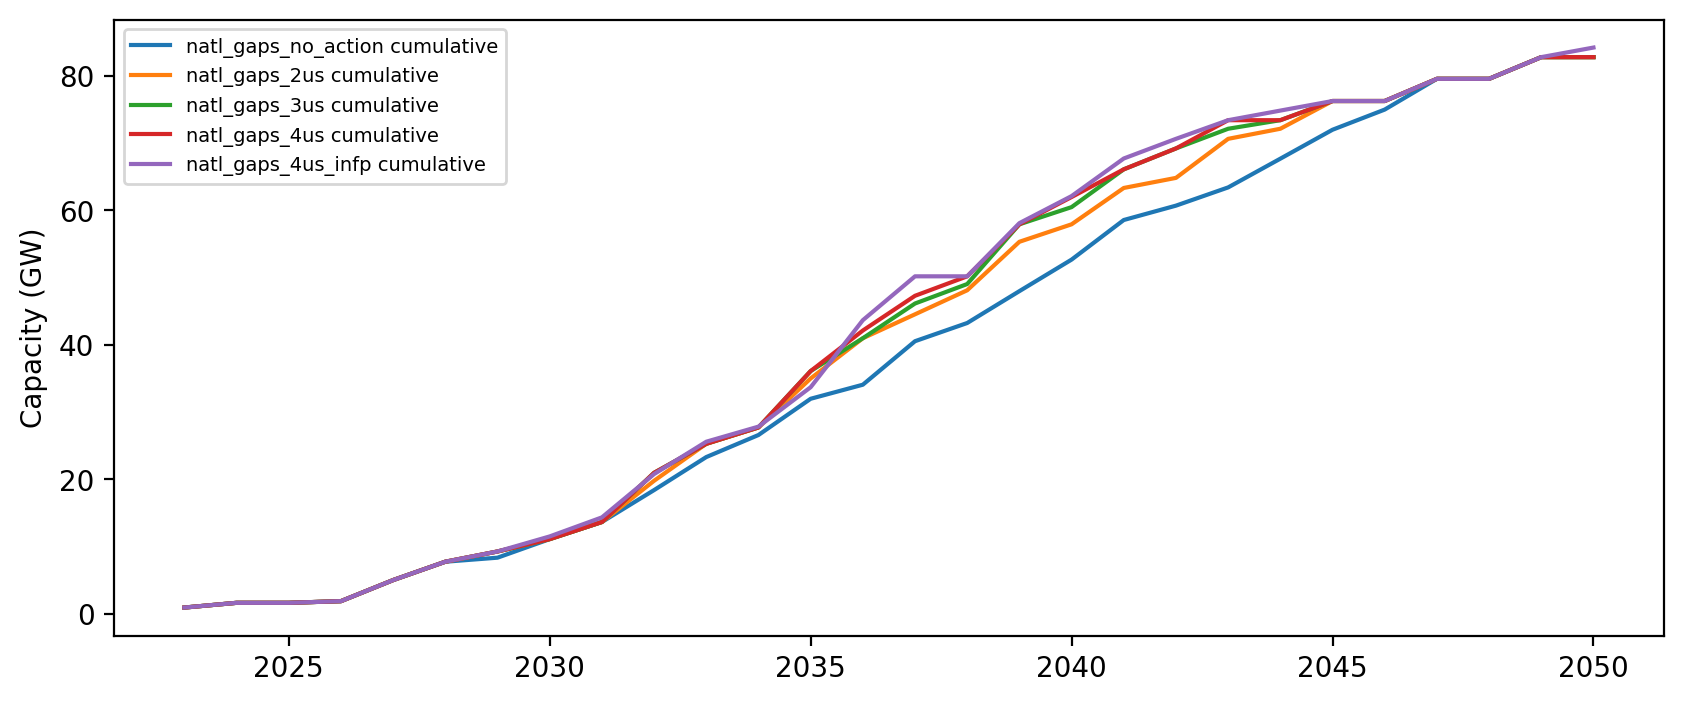 natl_gaps_no_action cumulative
natl_gaps_2us cumulative
natl_gaps_3us cumulative
natl_gaps_4us cumulative
natl_gaps_4us_infp cumulative
Capacity (GW)
80
60
40
20
0
2025 2030 2035 2040 2045 2050